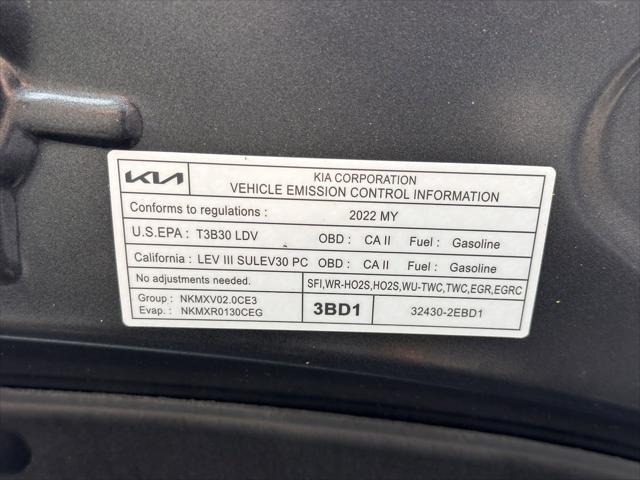 KIA
KIA CORPORATION
VEHICLE EMISSION CONTROL INFORMATION
Conforms to regulations : 2022 MY
U.S.EPA : T3B30 LDV OBD : CA II Fuel : Gasoline
California : LEV III SULEV30 PC OBD : CA II Fuel : Gasoline
No adjustments needed. SFI,WR-HO2S,HO2S,WU-TWC,TWC,EGR,EGRC
Group : NKMXV02.0CE3
Evap. : NKMXR0130CEG
3BD1
32430-2EBD1